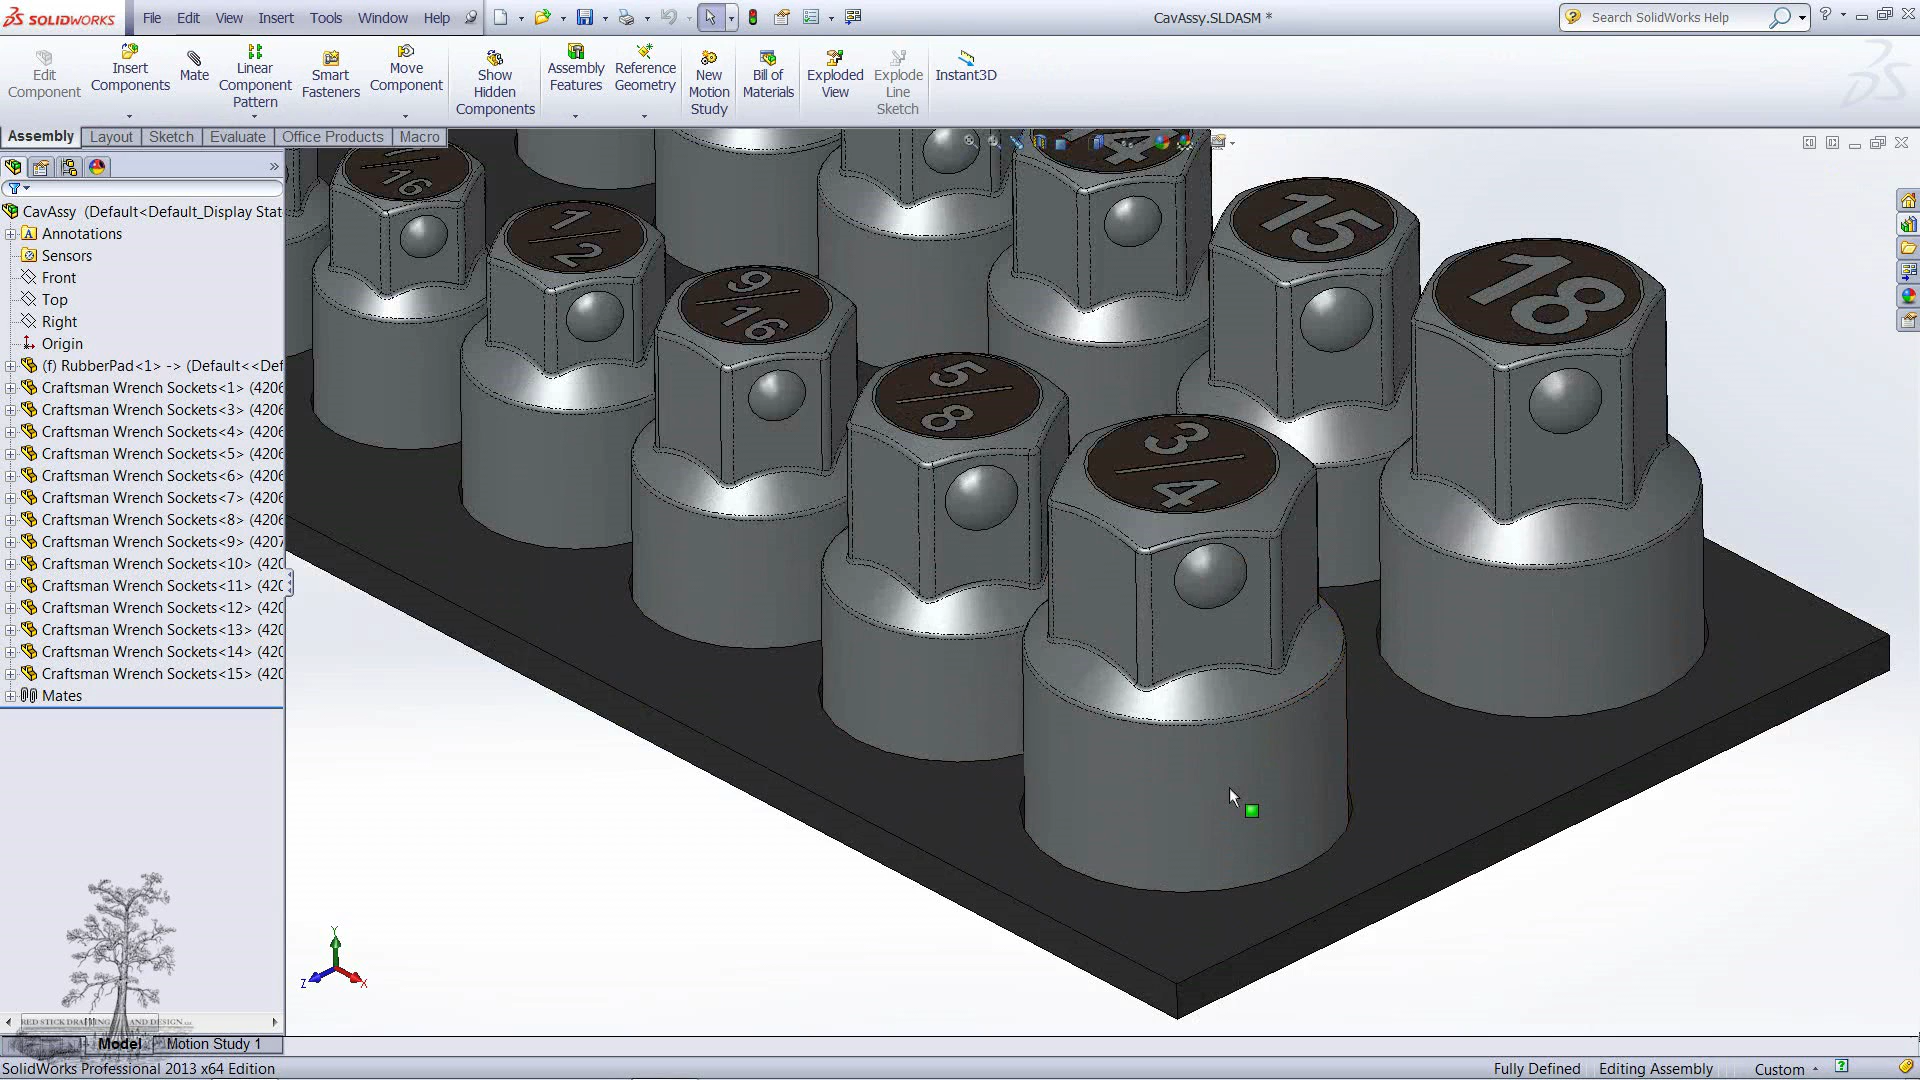 SOLIDWORKS File Edit View Insert Tools Window Help CavAssy.SLDASM * Search SolidWorks Help
Edit Component
Insert Components
Mate
Linear Component Pattern
Smart Fasteners
Move Component
Show Hidden Components
Assembly Features
Reference Geometry
New Motion Study
Bill of Materials
Exploded View
Explode Line Sketch
Instant3D
Assembly Layout Sketch Evaluate Office Products Macro
CavAssy (Default<Default_Display Stat
Annotations
Sensors
Front
Top
Right
Origin
(f) RubberPad<1> -> (Default<<Def
Craftsman Wrench Sockets<1> (4206
Craftsman Wrench Sockets<3> (4206
Craftsman Wrench Sockets<4> (4206
Craftsman Wrench Sockets<5> (4206
Craftsman Wrench Sockets<6> (4206
Craftsman Wrench Sockets<7> (4206
Craftsman Wrench Sockets<8> (4206
Craftsman Wrench Sockets<9> (4207
Craftsman Wrench Sockets<10> (420
Craftsman Wrench Sockets<11> (420
Craftsman Wrench Sockets<12> (420
Craftsman Wrench Sockets<13> (420
Craftsman Wrench Sockets<14> (420
Craftsman Wrench Sockets<15> (420
Mates
16
1/2
9/16
5/8
3/4
14
15
18
Y
Z
X
RED STICK DRAFTING AND DESIGN
Model Motion Study 1
SolidWorks Professional 2013 x64 Edition Fully Defined Editing Assembly Custom